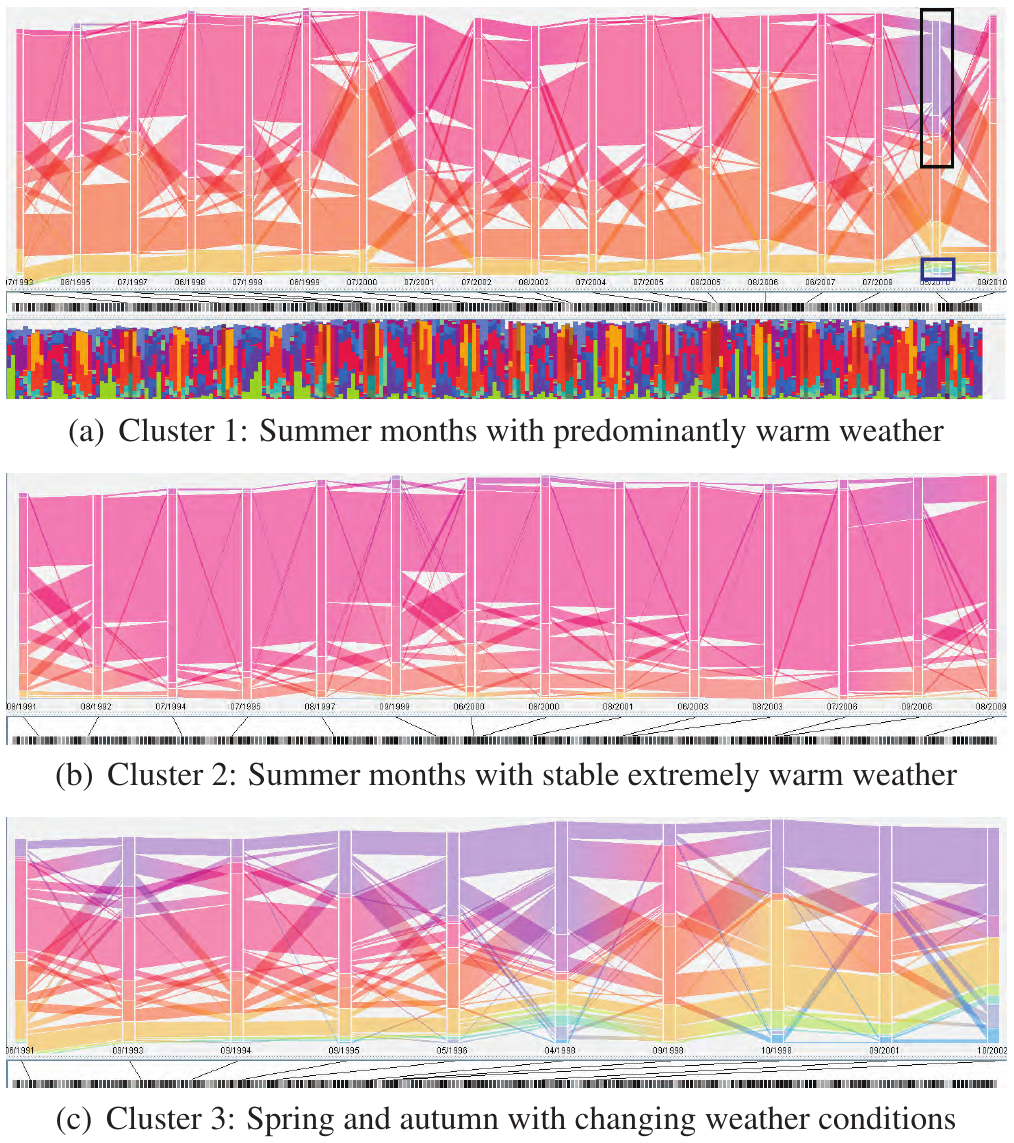 7/1993 08/1995 07/1997 06/1998 07/1998 06/1999 07/2000 07/2001 07/2002 08/2002 07/2004 07/2005 08/2005 08/2006 06/2007 07/2009 05/2010 08/2010
(a) Cluster 1: Summer months with predominantly warm weather
08/1991 08/1992 07/1994 07/1995 08/1997 09/1999 06/2000 08/2000 08/2001 06/2003 08/2003 07/2006 09/2006 08/2009
(b) Cluster 2: Summer months with stable extremely warm weather
06/1991 09/1993 09/1994 09/1995 05/1996 04/1998 09/1998 10/1998 09/2001 10/2002
(c) Cluster 3: Spring and autumn with changing weather conditions